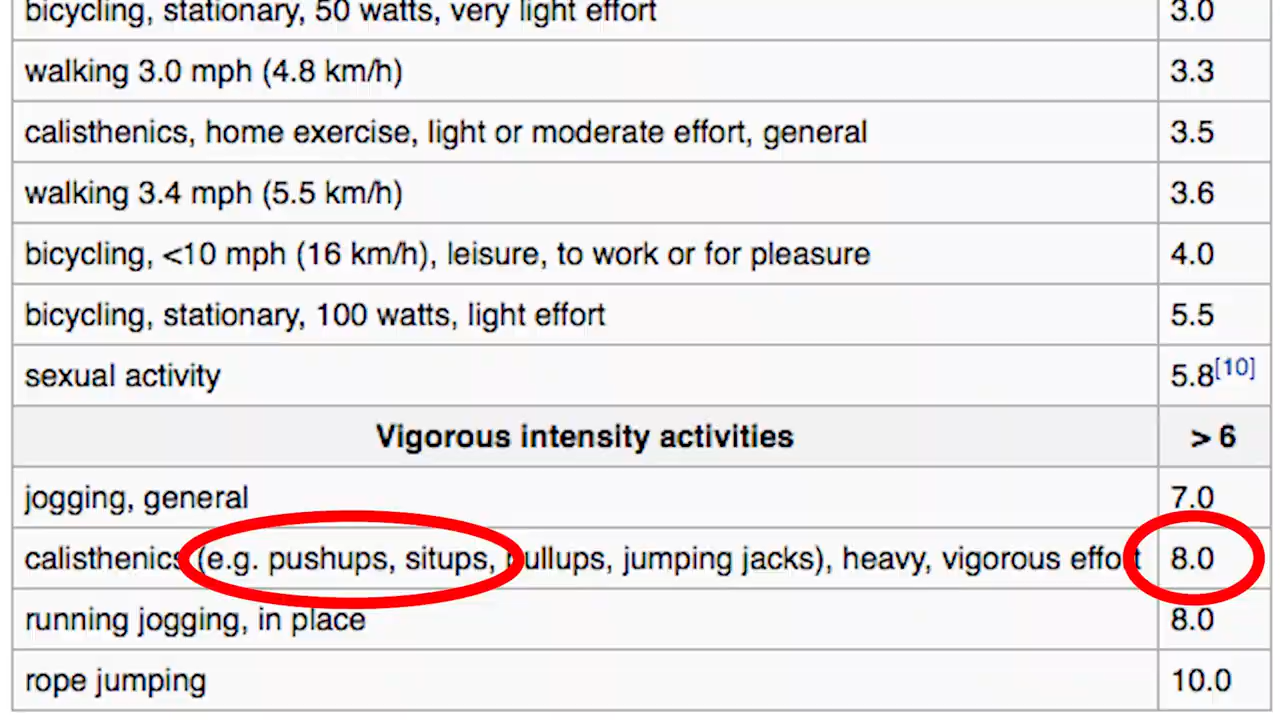 bicycling, stationary, 50 watts, very light effort 3.0
walking 3.0 mph (4.8 km/h) 3.3
calisthenics, home exercise, light or moderate effort, general 3.5
walking 3.4 mph (5.5 km/h) 3.6
bicycling, <10 mph (16 km/h), leisure, to work or for pleasure 4.0
bicycling, stationary, 100 watts, light effort 5.5
sexual activity 5.8[10]
Vigorous intensity activities > 6
jogging, general 7.0
calisthenics (e.g. pushups, situps, pullups, jumping jacks), heavy, vigorous effort 8.0
running jogging, in place 8.0
rope jumping 10.0